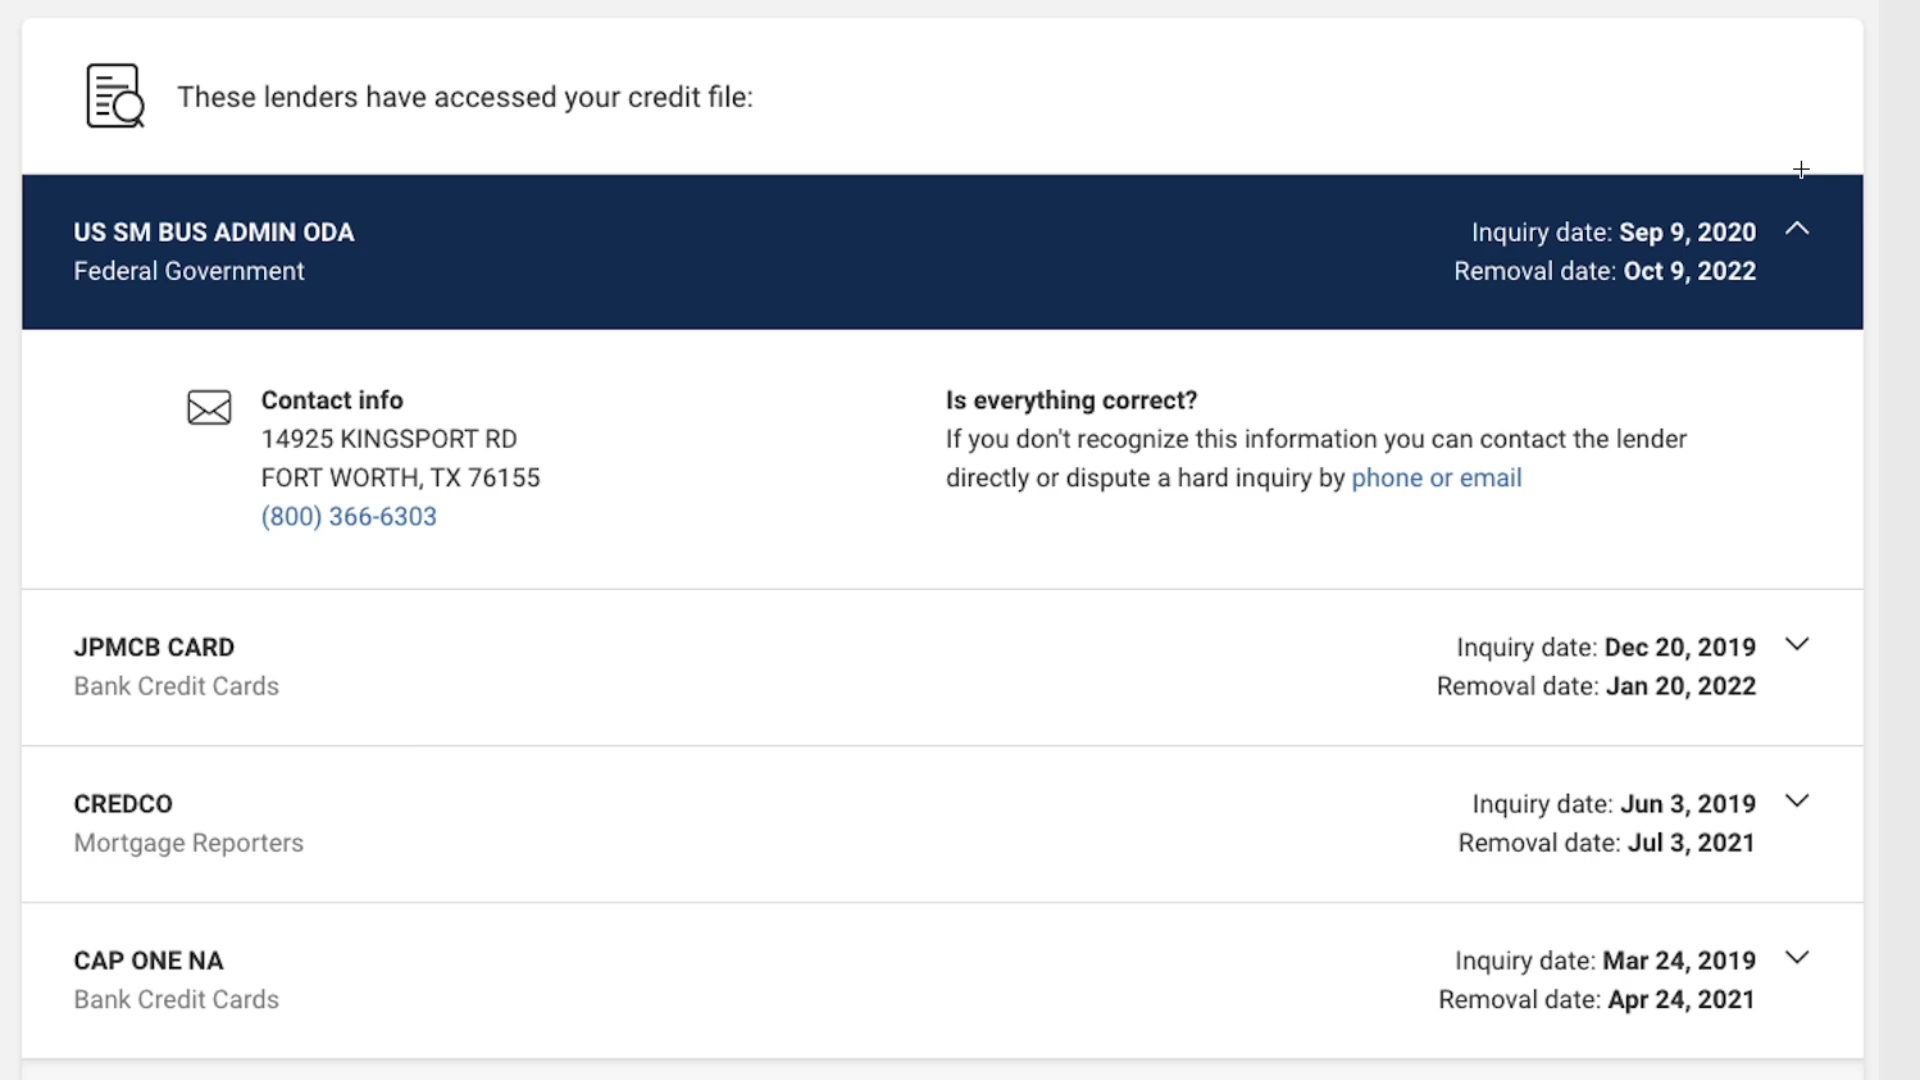 These lenders have accessed your credit file:
US SM BUS ADMIN ODA
Federal Government
Inquiry date: Sep 9, 2020
Removal date: Oct 9, 2022
Contact info
14925 KINGSPORT RD
FORT WORTH, TX 76155
(800) 366-6303
Is everything correct?
If you don't recognize this information you can contact the lender
directly or dispute a hard inquiry by phone or email
JPMCB CARD
Bank Credit Cards
Inquiry date: Dec 20, 2019
Removal date: Jan 20, 2022
CREDCO
Mortgage Reporters
Inquiry date: Jun 3, 2019
Removal date: Jul 3, 2021
CAP ONE NA
Bank Credit Cards
Inquiry date: Mar 24, 2019
Removal date: Apr 24, 2021